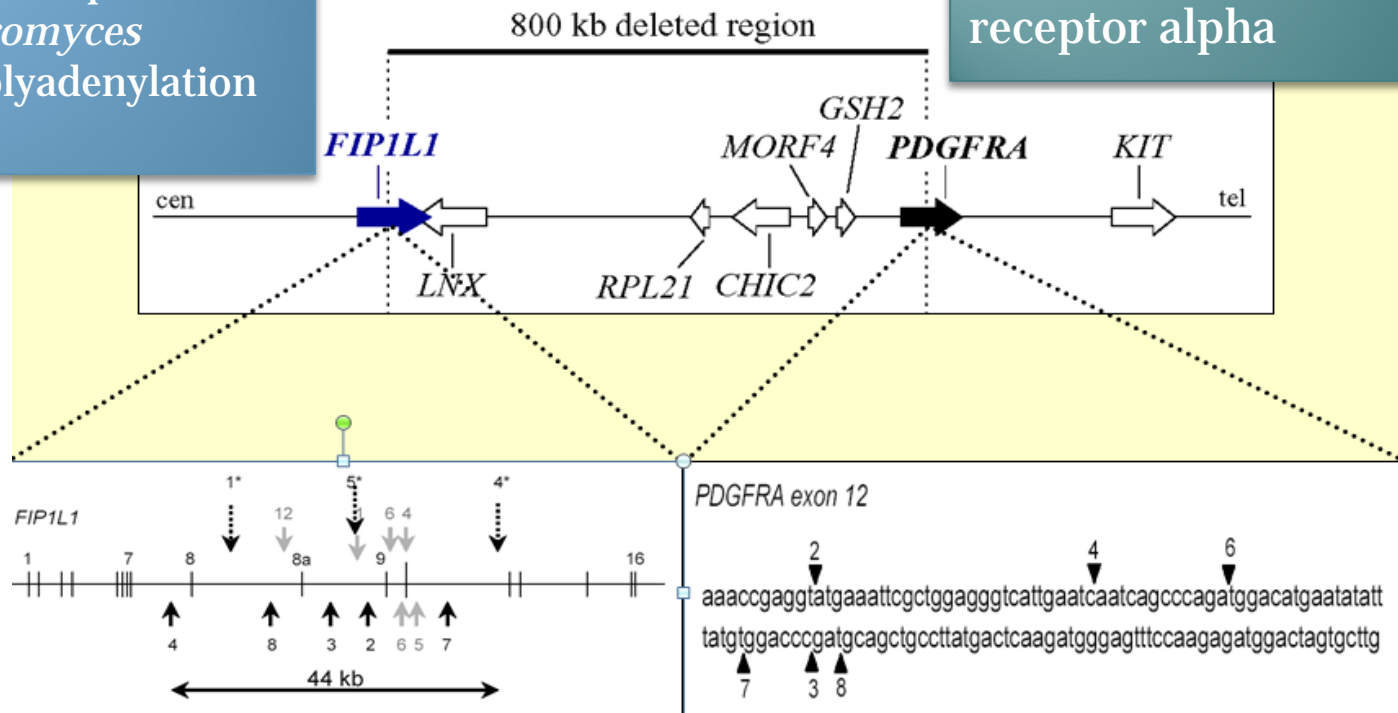 omyces
lyadenylation
receptor alpha
800 kb deleted region
FIP1L1
MORF4
GSH2
PDGFRA
KIT
cen
tel
LNX
RPL21
CHIC2
FIP1L1
1*
12
5*
6 4
4*
1 7 8 8a 9 16
4 8 3 2 6 5 7
44 kb
PDGFRA exon 12
2 4 6
aaaccgaggtatgaaattcgctggagggtcattgaatcaatcagcccagatggacatgaatatatt
tatgtggacccgatgcagctgccttatgactcaagatgggagtttccaagagatggactagtgcttg
7 3 8